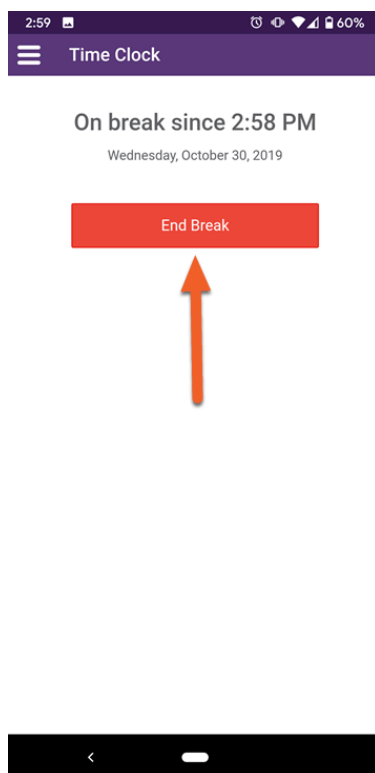 2:59 60%
Time Clock
On break since 2:58 PM
Wednesday, October 30, 2019
End Break